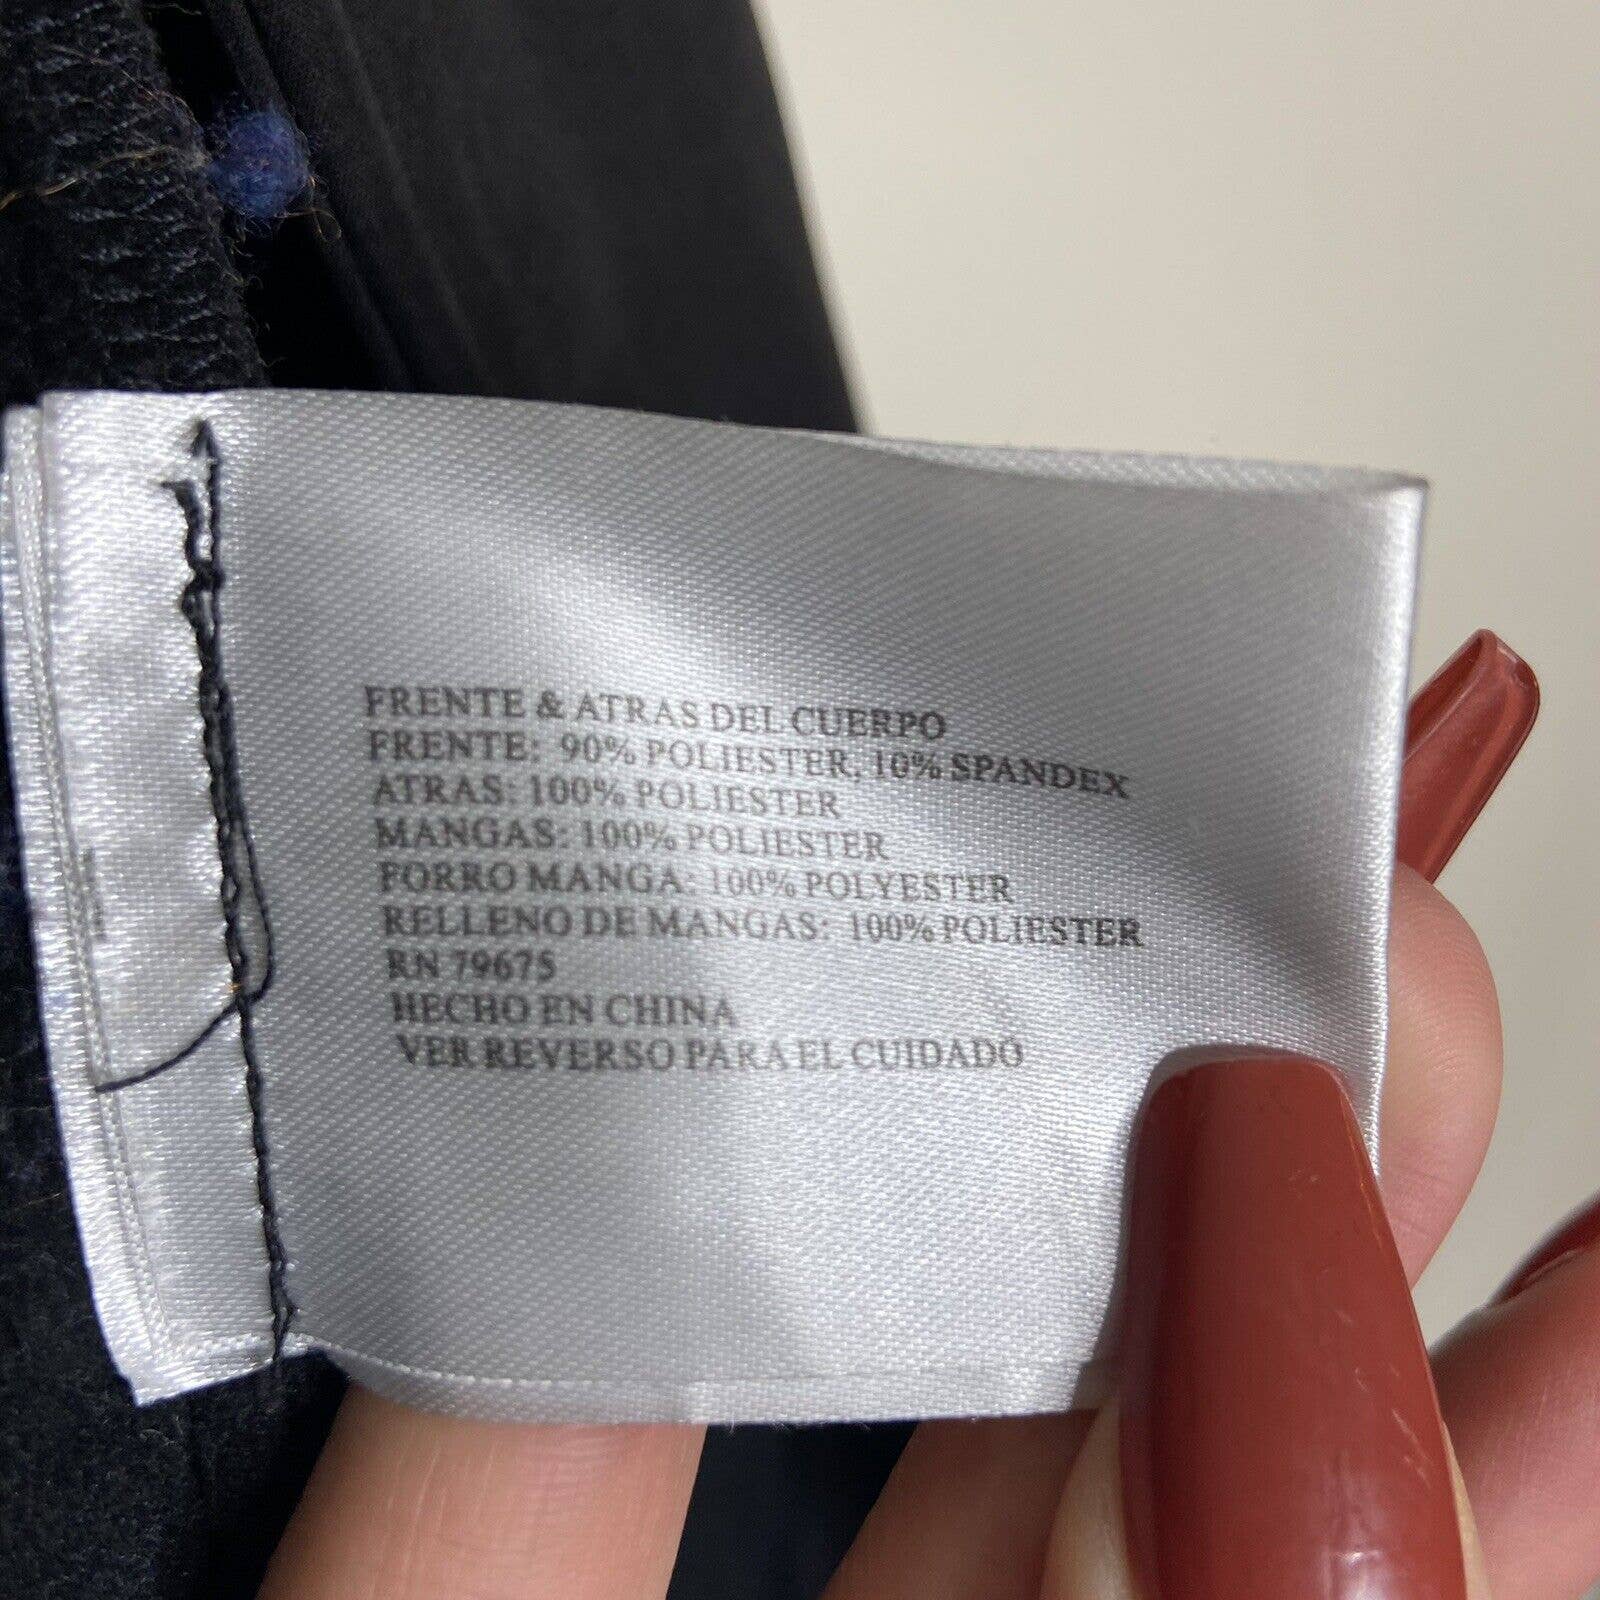 FRENTE & ATRAS DEL CUERPO
FRENTE: 90% POLIESTER, 10% SPANDEX
ATRAS: 100% POLIESTER
MANGAS: 100% POLIESTER
FORRO MANGA: 100% POLYESTER
RELLENO DE MANGAS: 100% POLIESTER
RN 79675
HECHO EN CHINA
VER REVERSO PARA EL CUIDADO